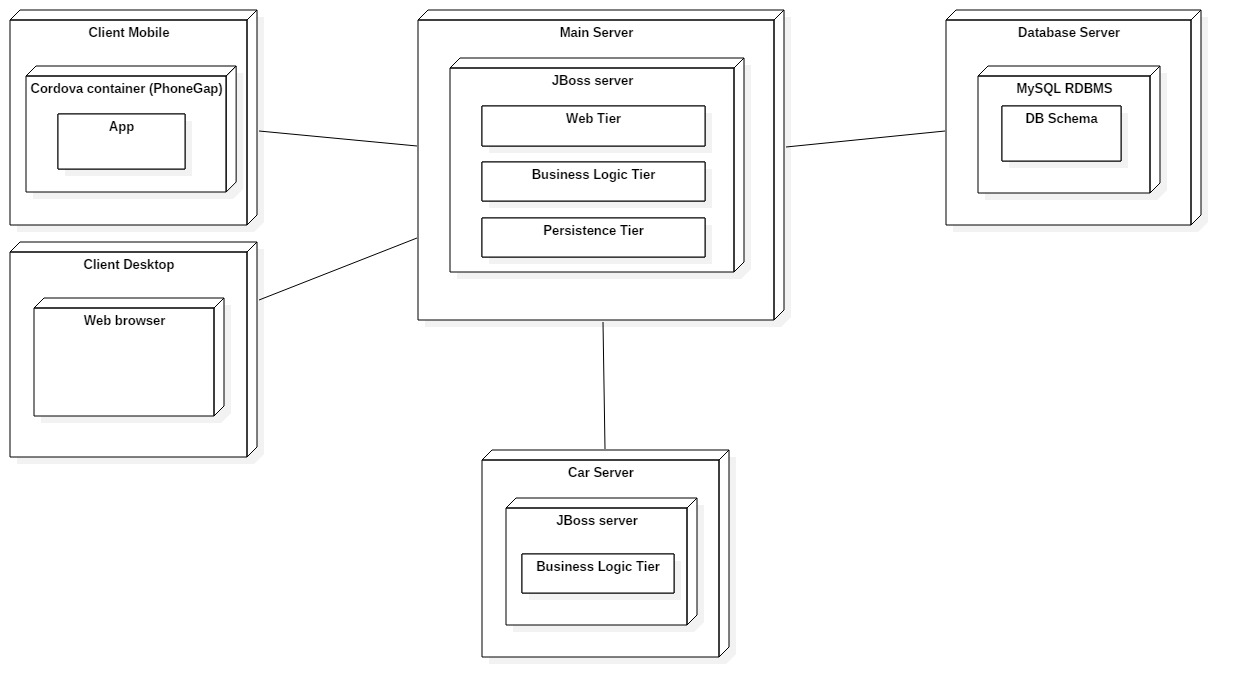 Client Mobile
Cordova container (PhoneGap)
App
Client Desktop
Web browser
Main Server
JBoss server
Web Tier
Business Logic Tier
Persistence Tier
Database Server
MySQL RDBMS
DB Schema
Car Server
JBoss server
Business Logic Tier